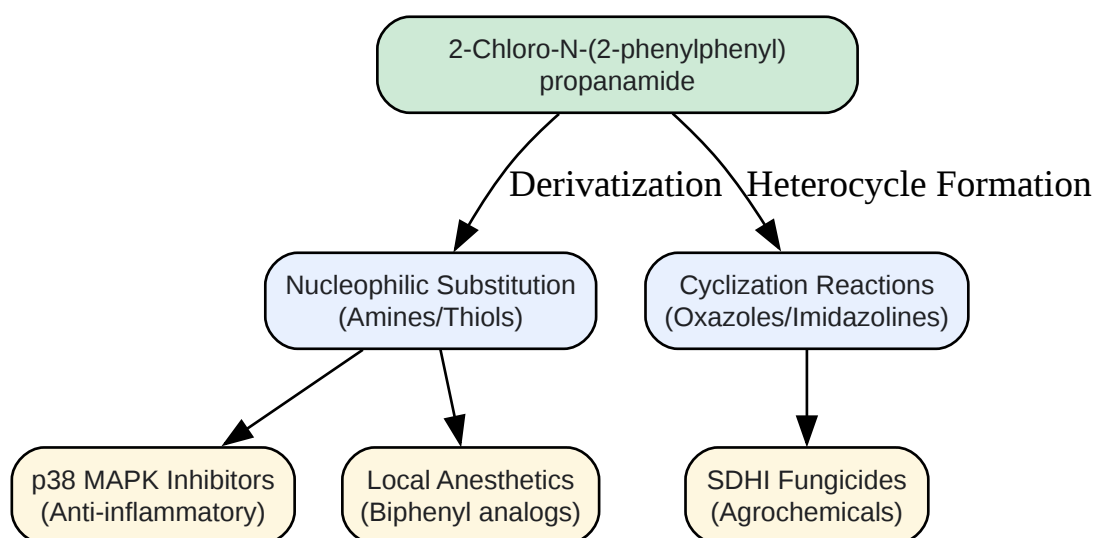 2-Chloro-N-(2-phenylphenyl)
propanamide
Derivatization
Heterocycle Formation
Nucleophilic Substitution
(Amines/Thiols)
Cyclization Reactions
(Oxazoles/Imidazolines)
p38 MAPK Inhibitors
(Anti-inflammatory)
Local Anesthetics
(Biphenyl analogs)
SDHI Fungicides
(Agrochemicals)